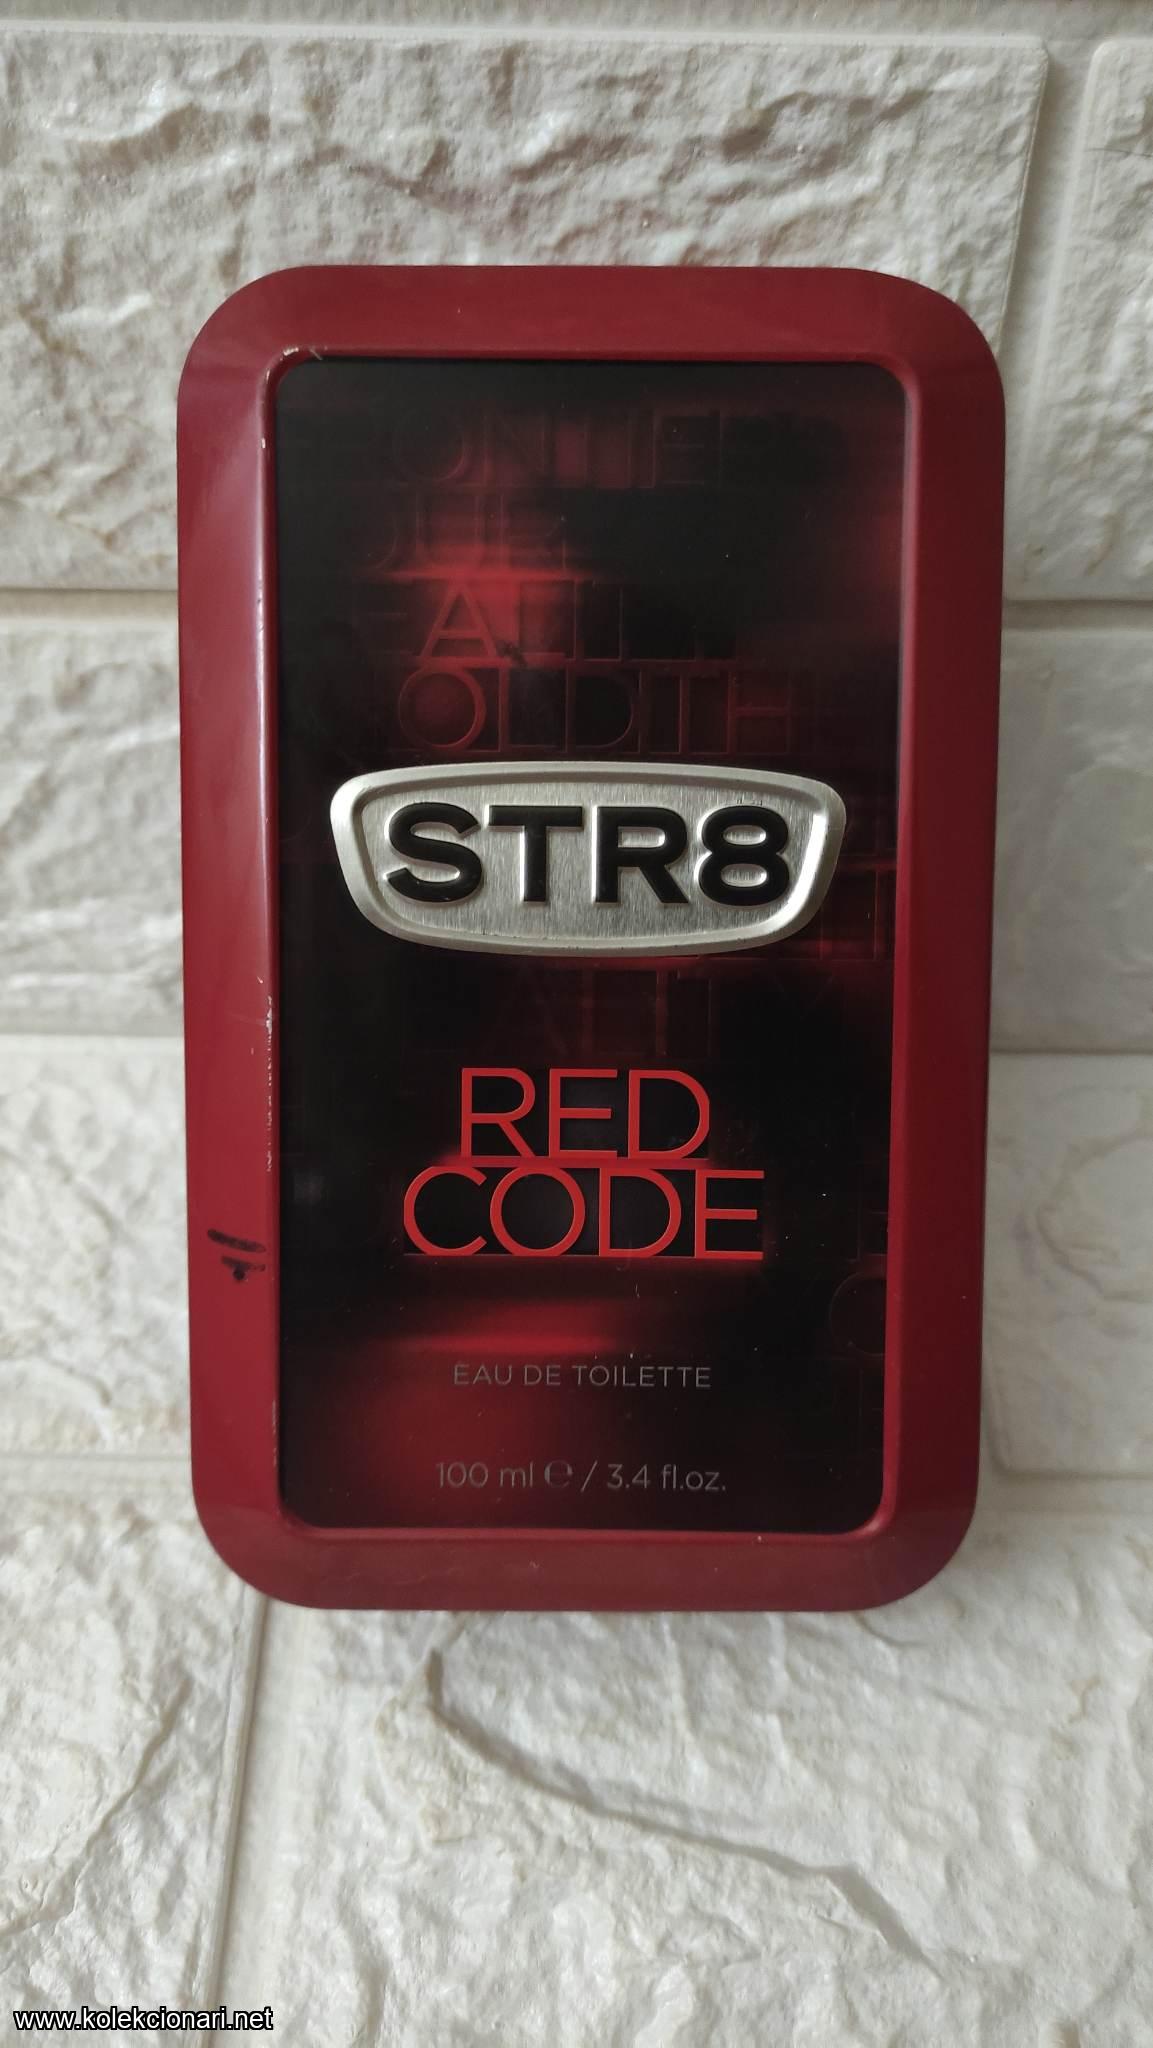 STR8
RED
CODE
EAU DE TOILETTE
100 ml ℮ / 3.4 fl.oz.
www.kolekcionari.net